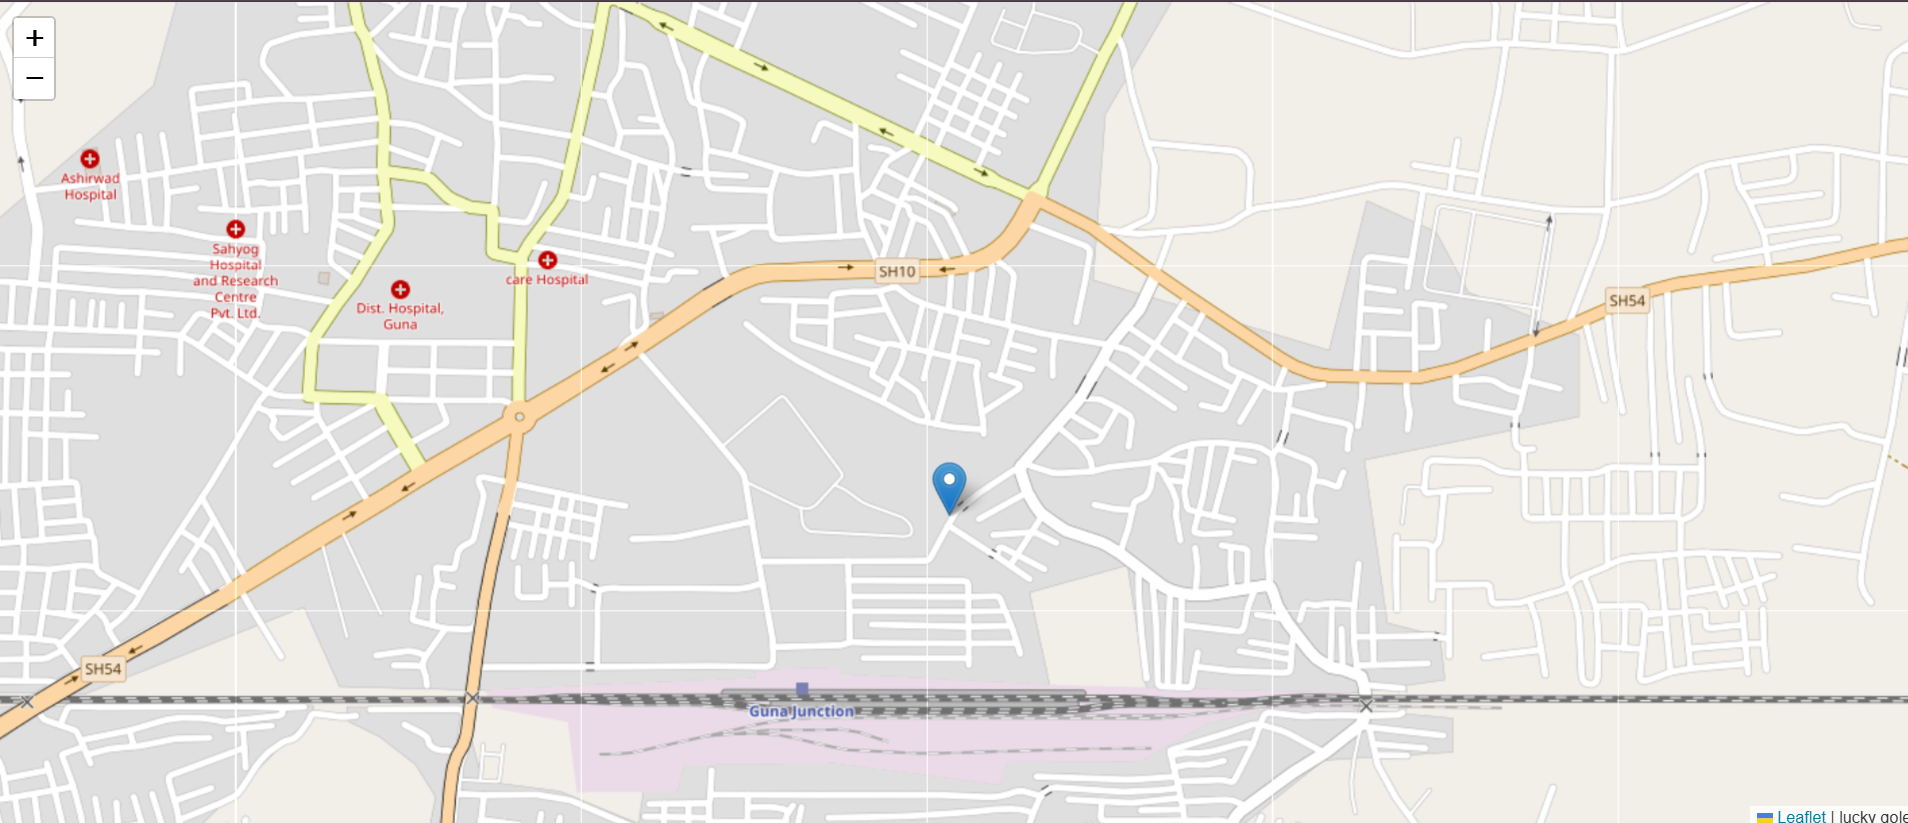 +
−
Ashirwad
Hospital
Sahyog
Hospital
and Research
Centre
Pvt. Ltd.
care Hospital
Dist. Hospital,
Guna
SH10
SH54
SH54
Guna Junction
Leaflet | lucky gole